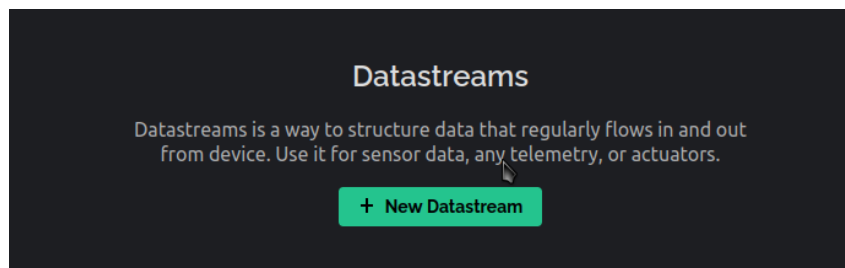 Datastreams
Datastreams is a way to structure data that regularly flows in and out
from device. Use it for sensor data, any telemetry, or actuators.
+ New Datastream